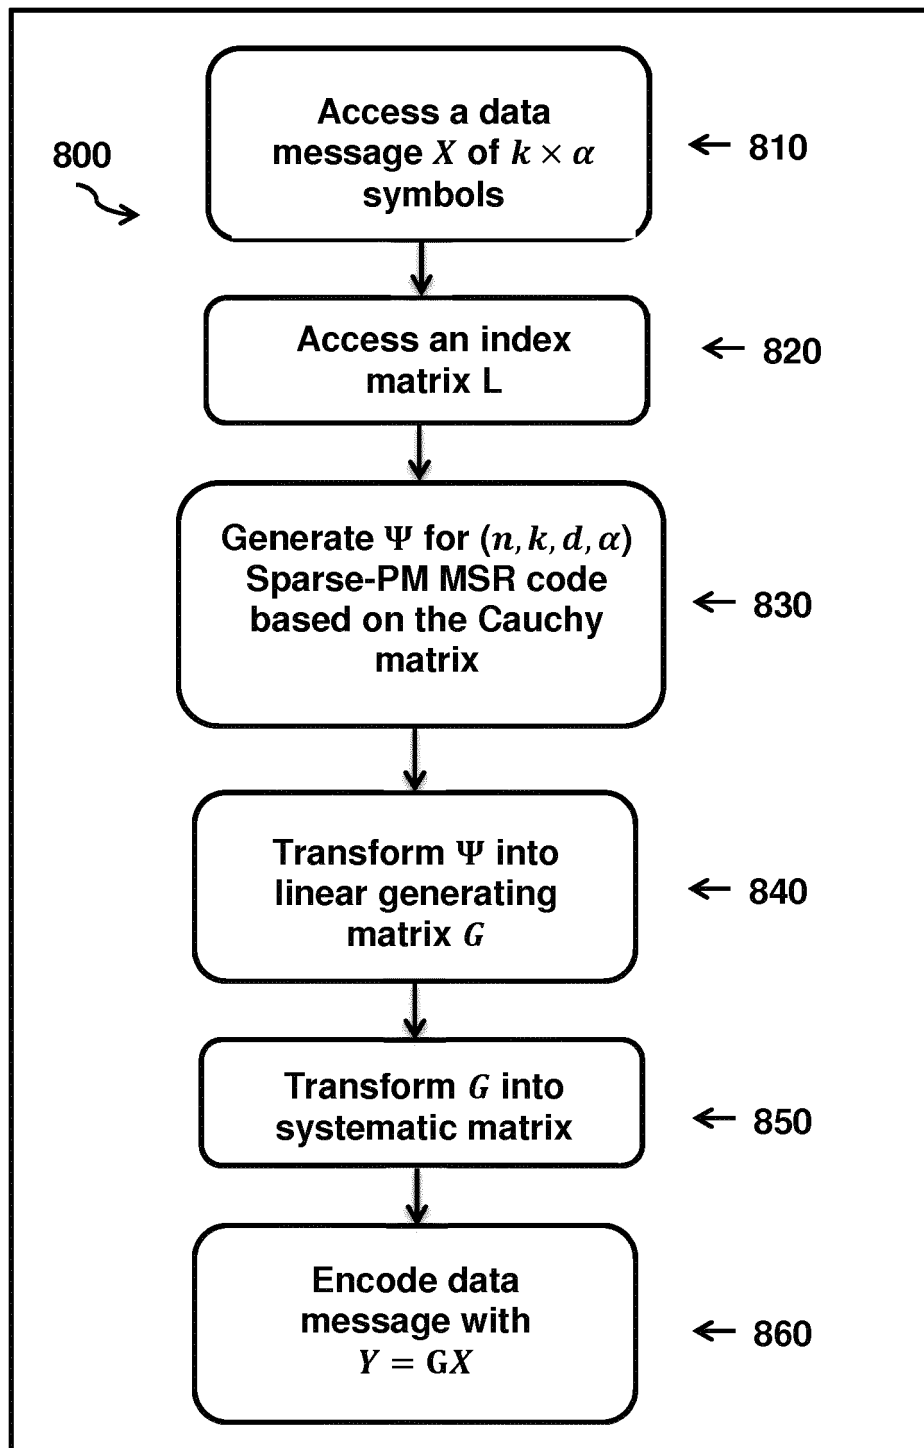 800
Access a data
message X of k × α
symbols
810
Access an index
matrix L
820
Generate Ψ for (n, k, d, α)
Sparse-PM MSR code
based on the Cauchy
matrix
830
Transform Ψ into
linear generating
matrix G
840
Transform G into
systematic matrix
850
Encode data
message with
Y = GX
860